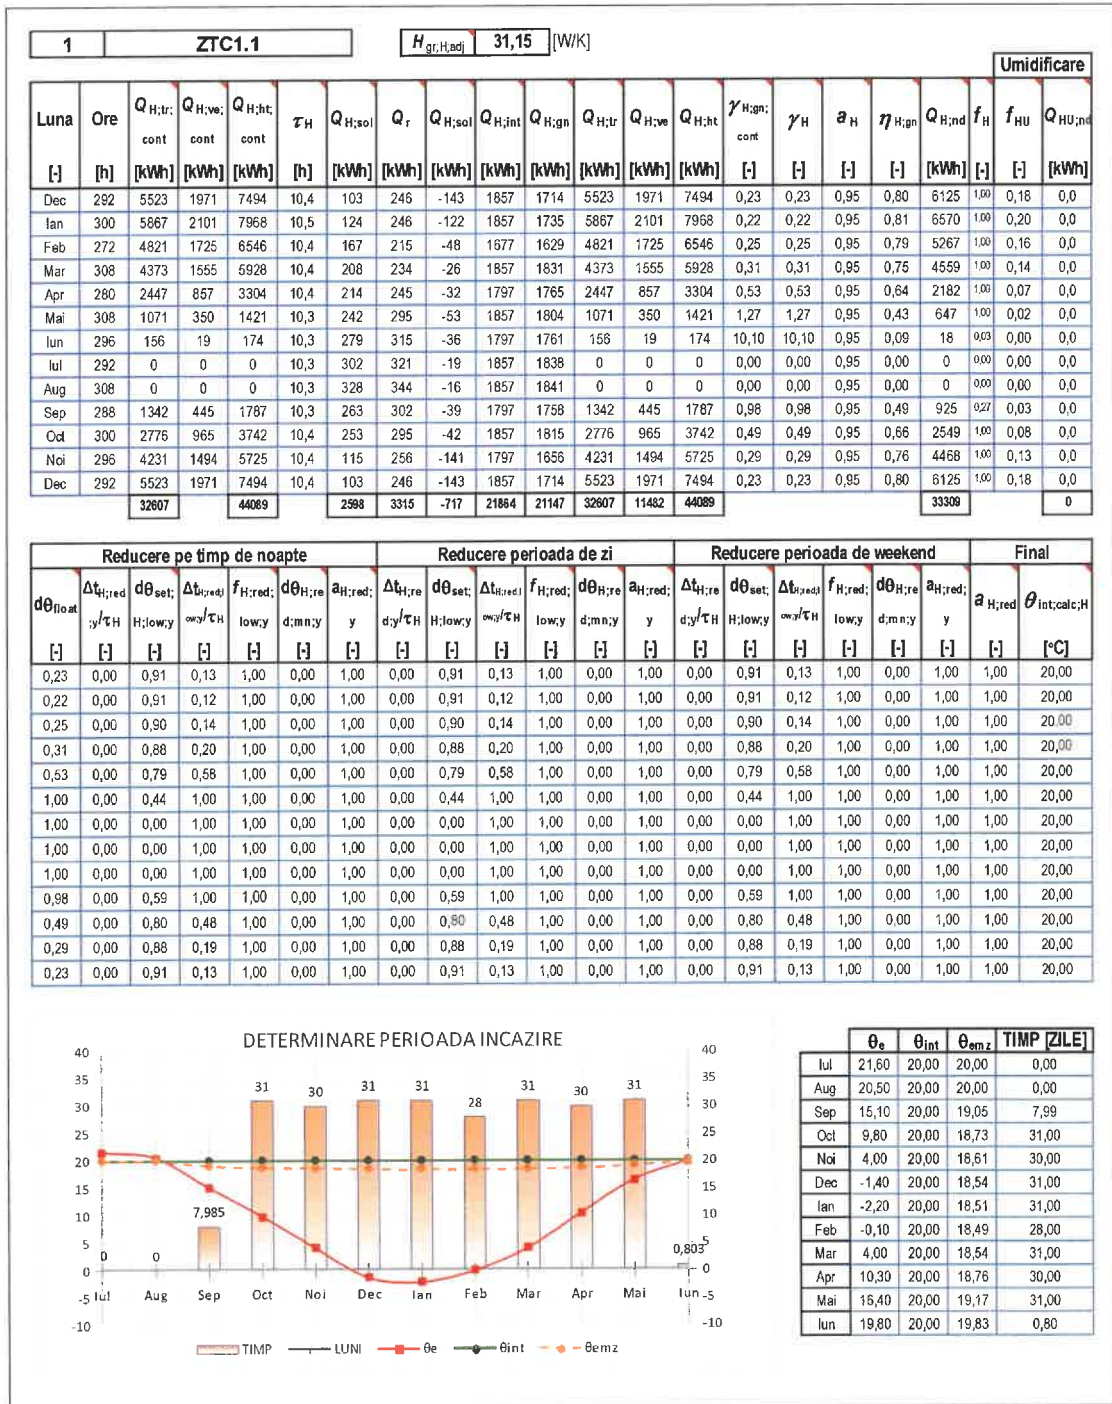 1 ZTC1.1 H gr;H;adj 31,15 [W/K]
Umidificare
Luna Ore Q H;tr; cont Q H;ve; cont Q H;ht; cont τ H Q H;sol Q r Q H;sol Q H;int Q H;gn Q H;tr Q H;ve Q H;ht γ H;gn; cont γ H a H η H;gn Q H;nd f H f HU Q HU;nd
[-] [h] [kWh] [kWh] [kWh] [h] [kWh] [kWh] [kWh] [kWh] [kWh] [kWh] [kWh] [kWh] [-] [-] [-] [-] [kWh] [-] [-] [kWh]
Dec 292 5523 1971 7494 10,4 103 246 -143 1857 1714 5523 1971 7494 0,23 0,23 0,95 0,80 6125 1,00 0,18 0,0
Ian 300 5867 2101 7968 10,5 124 246 -122 1857 1735 5867 2101 7968 0,22 0,22 0,95 0,81 6570 1,00 0,20 0,0
Feb 272 4821 1725 6546 10,4 167 215 -48 1677 1629 4821 1725 6546 0,25 0,25 0,95 0,79 5267 1,00 0,16 0,0
Mar 308 4373 1555 5928 10,4 208 234 -26 1857 1831 4373 1555 5928 0,31 0,31 0,95 0,75 4559 1,00 0,14 0,0
Apr 280 2447 857 3304 10,4 214 245 -32 1797 1765 2447 857 3304 0,53 0,53 0,95 0,64 2182 1,00 0,07 0,0
Mai 308 1071 350 1421 10,3 242 295 -53 1857 1804 1071 350 1421 1,27 1,27 0,95 0,43 647 1,00 0,02 0,0
Iun 296 156 19 174 10,3 279 315 -36 1797 1761 156 19 174 10,10 10,10 0,95 0,09 18 0,03 0,00 0,0
Iul 292 0 0 0 10,3 302 321 -19 1857 1838 0 0 0 0,00 0,00 0,95 0,00 0 0,00 0,00 0,0
Aug 308 0 0 0 10,3 328 344 -16 1857 1841 0 0 0 0,00 0,00 0,95 0,00 0 0,00 0,00 0,0
Sep 288 1342 445 1787 10,3 263 302 -39 1797 1758 1342 445 1787 0,98 0,98 0,95 0,49 925 0,27 0,03 0,0
Oct 300 2776 965 3742 10,4 253 295 -42 1857 1815 2776 965 3742 0,49 0,49 0,95 0,66 2549 1,00 0,08 0,0
Noi 296 4231 1494 5725 10,4 115 256 -141 1797 1656 4231 1494 5725 0,29 0,29 0,95 0,76 4468 1,00 0,13 0,0
Dec 292 5523 1971 7494 10,4 103 246 -143 1857 1714 5523 1971 7494 0,23 0,23 0,95 0,80 6125 1,00 0,18 0,0
32607 44089 2598 3315 -717 21864 21147 32607 11482 44089 33309 0
Reducere pe timp de noapte Reducere perioada de zi Reducere perioada de weekend Final
dθfloat ΔtH;red ;y/τH dθset; H;low;y ΔtH;red,l ow;y/τH fH;red; low;y dθH;re d;mn;y aH;red; y ΔtH;re d;y/τH dθset; H;low;y ΔtH;red,l ow;y/τH fH;red; low;y dθH;re d;mn;y aH;red; y ΔtH;re d;y/τH dθset; H;low;y ΔtH;red,l ow;y/τH fH;red; low;y dθH;re d;mn;y aH;red; y a H;red θ int;calc;H
[-] [-] [-] [-] [-] [-] [-] [-] [-] [-] [-] [-] [-] [-] [-] [-] [-] [-] [-] [-] [°C]
0,23 0,00 0,91 0,13 1,00 0,00 1,00 0,00 0,91 0,13 1,00 0,00 1,00 0,00 0,91 0,13 1,00 0,00 1,00 1,00 20,00
0,22 0,00 0,91 0,12 1,00 0,00 1,00 0,00 0,91 0,12 1,00 0,00 1,00 0,00 0,91 0,12 1,00 0,00 1,00 1,00 20,00
0,25 0,00 0,90 0,14 1,00 0,00 1,00 0,00 0,90 0,14 1,00 0,00 1,00 0,00 0,90 0,14 1,00 0,00 1,00 1,00 20,00
0,31 0,00 0,88 0,20 1,00 0,00 1,00 0,00 0,88 0,20 1,00 0,00 1,00 0,00 0,88 0,20 1,00 0,00 1,00 1,00 20,00
0,53 0,00 0,79 0,58 1,00 0,00 1,00 0,00 0,79 0,58 1,00 0,00 1,00 0,00 0,79 0,58 1,00 0,00 1,00 1,00 20,00
1,00 0,00 0,44 1,00 1,00 0,00 1,00 0,00 0,44 1,00 1,00 0,00 1,00 0,00 0,44 1,00 1,00 0,00 1,00 1,00 20,00
1,00 0,00 0,00 1,00 1,00 0,00 1,00 0,00 0,00 1,00 1,00 0,00 1,00 0,00 0,00 1,00 1,00 0,00 1,00 1,00 20,00
1,00 0,00 0,00 1,00 1,00 0,00 1,00 0,00 0,00 1,00 1,00 0,00 1,00 0,00 0,00 1,00 1,00 0,00 1,00 1,00 20,00
1,00 0,00 0,00 1,00 1,00 0,00 1,00 0,00 0,00 1,00 1,00 0,00 1,00 0,00 0,00 1,00 1,00 0,00 1,00 1,00 20,00
0,98 0,00 0,59 1,00 1,00 0,00 1,00 0,00 0,59 1,00 1,00 0,00 1,00 0,00 0,59 1,00 1,00 0,00 1,00 1,00 20,00
0,49 0,00 0,80 0,48 1,00 0,00 1,00 0,00 0,80 0,48 1,00 0,00 1,00 0,00 0,80 0,48 1,00 0,00 1,00 1,00 20,00
0,29 0,00 0,88 0,19 1,00 0,00 1,00 0,00 0,88 0,19 1,00 0,00 1,00 0,00 0,88 0,19 1,00 0,00 1,00 1,00 20,00
0,23 0,00 0,91 0,13 1,00 0,00 1,00 0,00 0,91 0,13 1,00 0,00 1,00 0,00 0,91 0,13 1,00 0,00 1,00 1,00 20,00
DETERMINARE PERIOADA INCAZIRE
40 40
35 35
31 30 31 31 28 31 30 31
30 30
25 25
20 20
15 15
7,985
10 10
5 5
0 0 0,803
0 0
-5 -5
Iul Aug Sep Oct Noi Dec Ian Feb Mar Apr Mai Iun
-10 -10
TIMP LUNI θe θint θemz
θe θint θemz TIMP [ZILE]
Iul 21,60 20,00 20,00 0,00
Aug 20,50 20,00 20,00 0,00
Sep 15,10 20,00 19,05 7,99
Oct 9,80 20,00 18,73 31,00
Noi 4,00 20,00 18,61 30,00
Dec -1,40 20,00 18,54 31,00
Ian -2,20 20,00 18,51 31,00
Feb -0,10 20,00 18,49 28,00
Mar 4,00 20,00 18,54 31,00
Apr 10,30 20,00 18,76 30,00
Mai 16,40 20,00 19,17 31,00
Iun 19,80 20,00 19,83 0,80